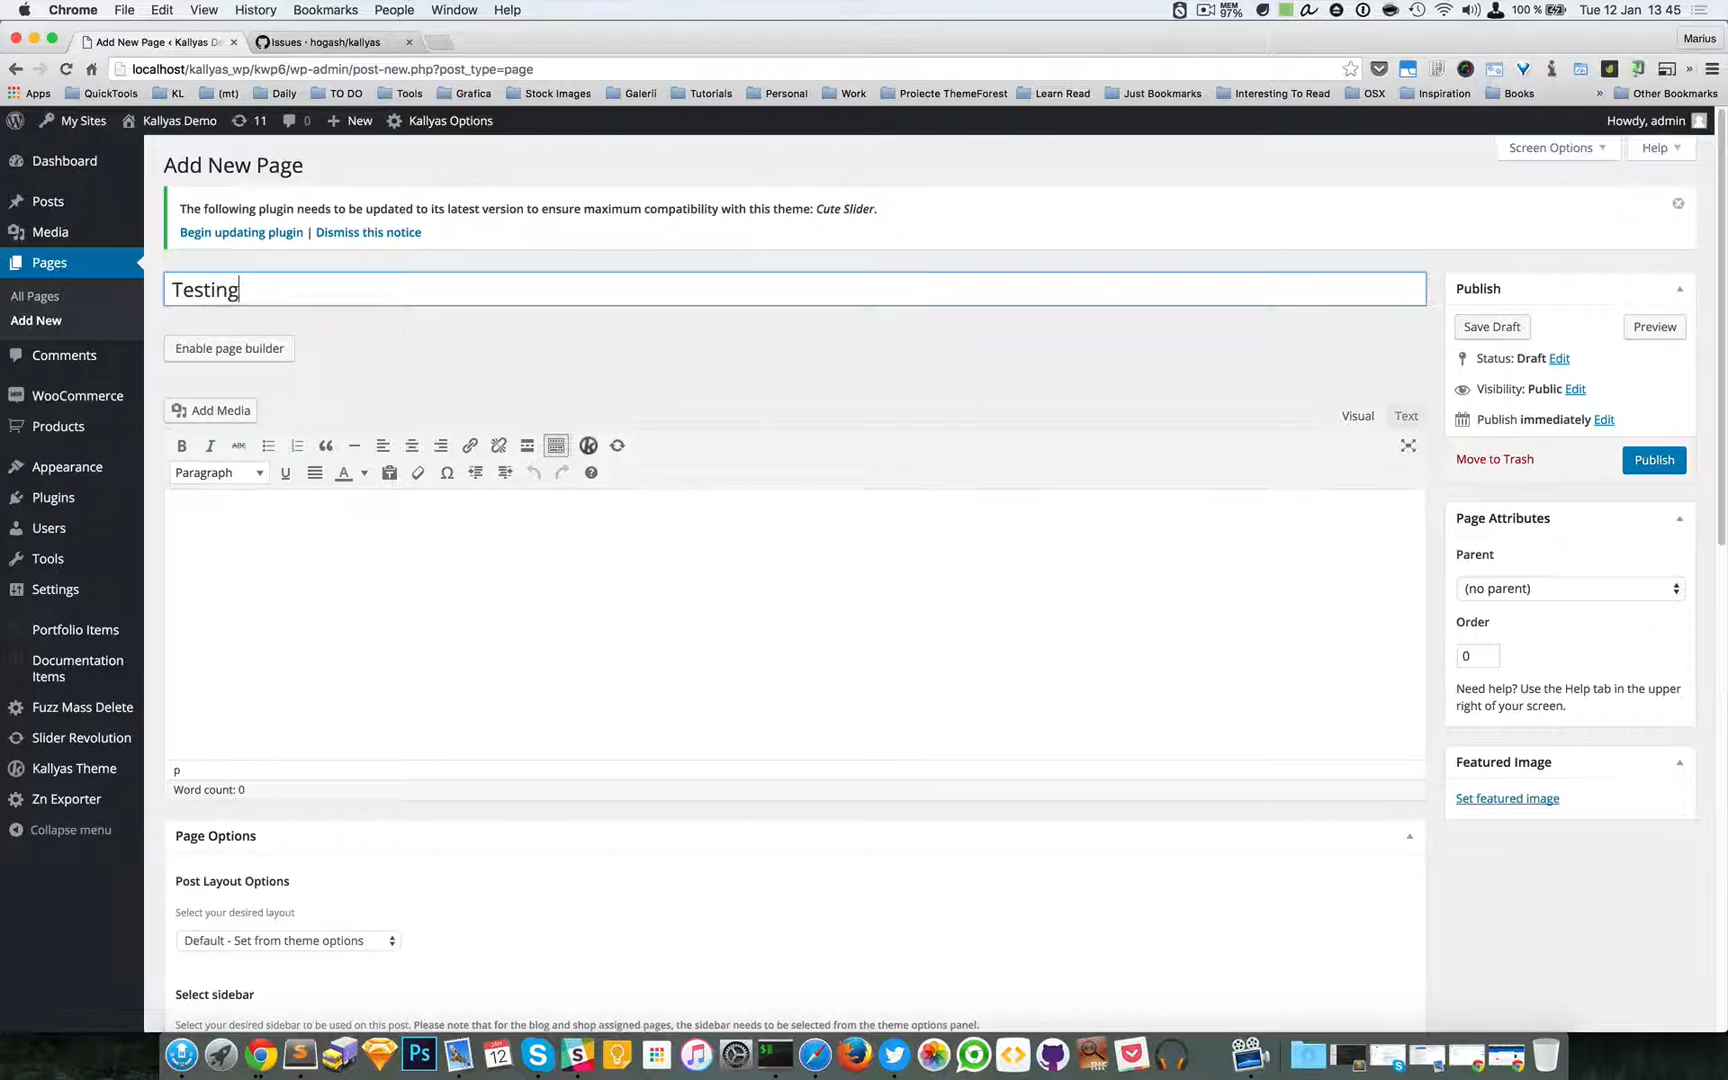 Chrome File Edit View History Bookmarks People Window Help
MEM 97% 100 % Tue 12 Jan 13 45
Add New Page ‹ Kallyas De × Issues · hogash/kallyas × Marius
localhost/kallyas_wp/kwp6/wp-admin/post-new.php?post_type=page
Apps QuickTools KL (mt) Daily TO DO Tools Grafica Stock Images Galerii Tutorials Personal Work Proiecte ThemeForest Learn Read Just Bookmarks Interesting To Read OSX Inspiration Books » Other Bookmarks
My Sites Kallyas Demo 11 0 + New Kallyas Options Howdy, admin
Screen Options Help
Dashboard
Posts
Media
Pages
All Pages
Add New
Comments
WooCommerce
Products
Appearance
Plugins
Users
Tools
Settings
Portfolio Items
Documentation
Items
Fuzz Mass Delete
Slider Revolution
Kallyas Theme
Zn Exporter
Collapse menu
Add New Page
The following plugin needs to be updated to its latest version to ensure maximum compatibility with this theme: Cute Slider.
Begin updating plugin | Dismiss this notice
Testing
Enable page builder
Add Media
Visual Text
B I ABC
Paragraph U A Ω
p
Word count: 0
Page Options
Post Layout Options
Select your desired layout
Default - Set from theme options
Select sidebar
Select your desired sidebar to be used on this post. Please note that for the blog and shop assigned pages, the sidebar needs to be selected from the theme options panel.
Publish
Save Draft Preview
Status: Draft Edit
Visibility: Public Edit
Publish immediately Edit
Move to Trash Publish
Page Attributes
Parent
(no parent)
Order
0
Need help? Use the Help tab in the upper
right of your screen.
Featured Image
Set featured image
Ps JAN 12 RIF